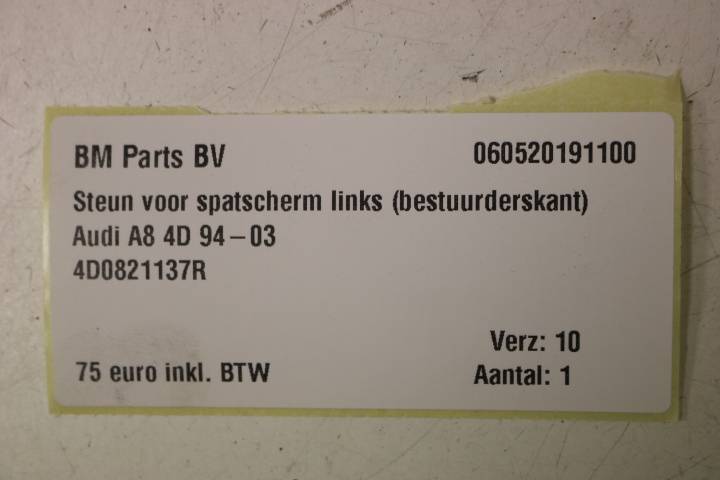 BM Parts BV 060520191100
Steun voor spatscherm links (bestuurderskant)
Audi A8 4D 94-03
4D0821137R
Verz: 10
75 euro inkl. BTW Aantal: 1